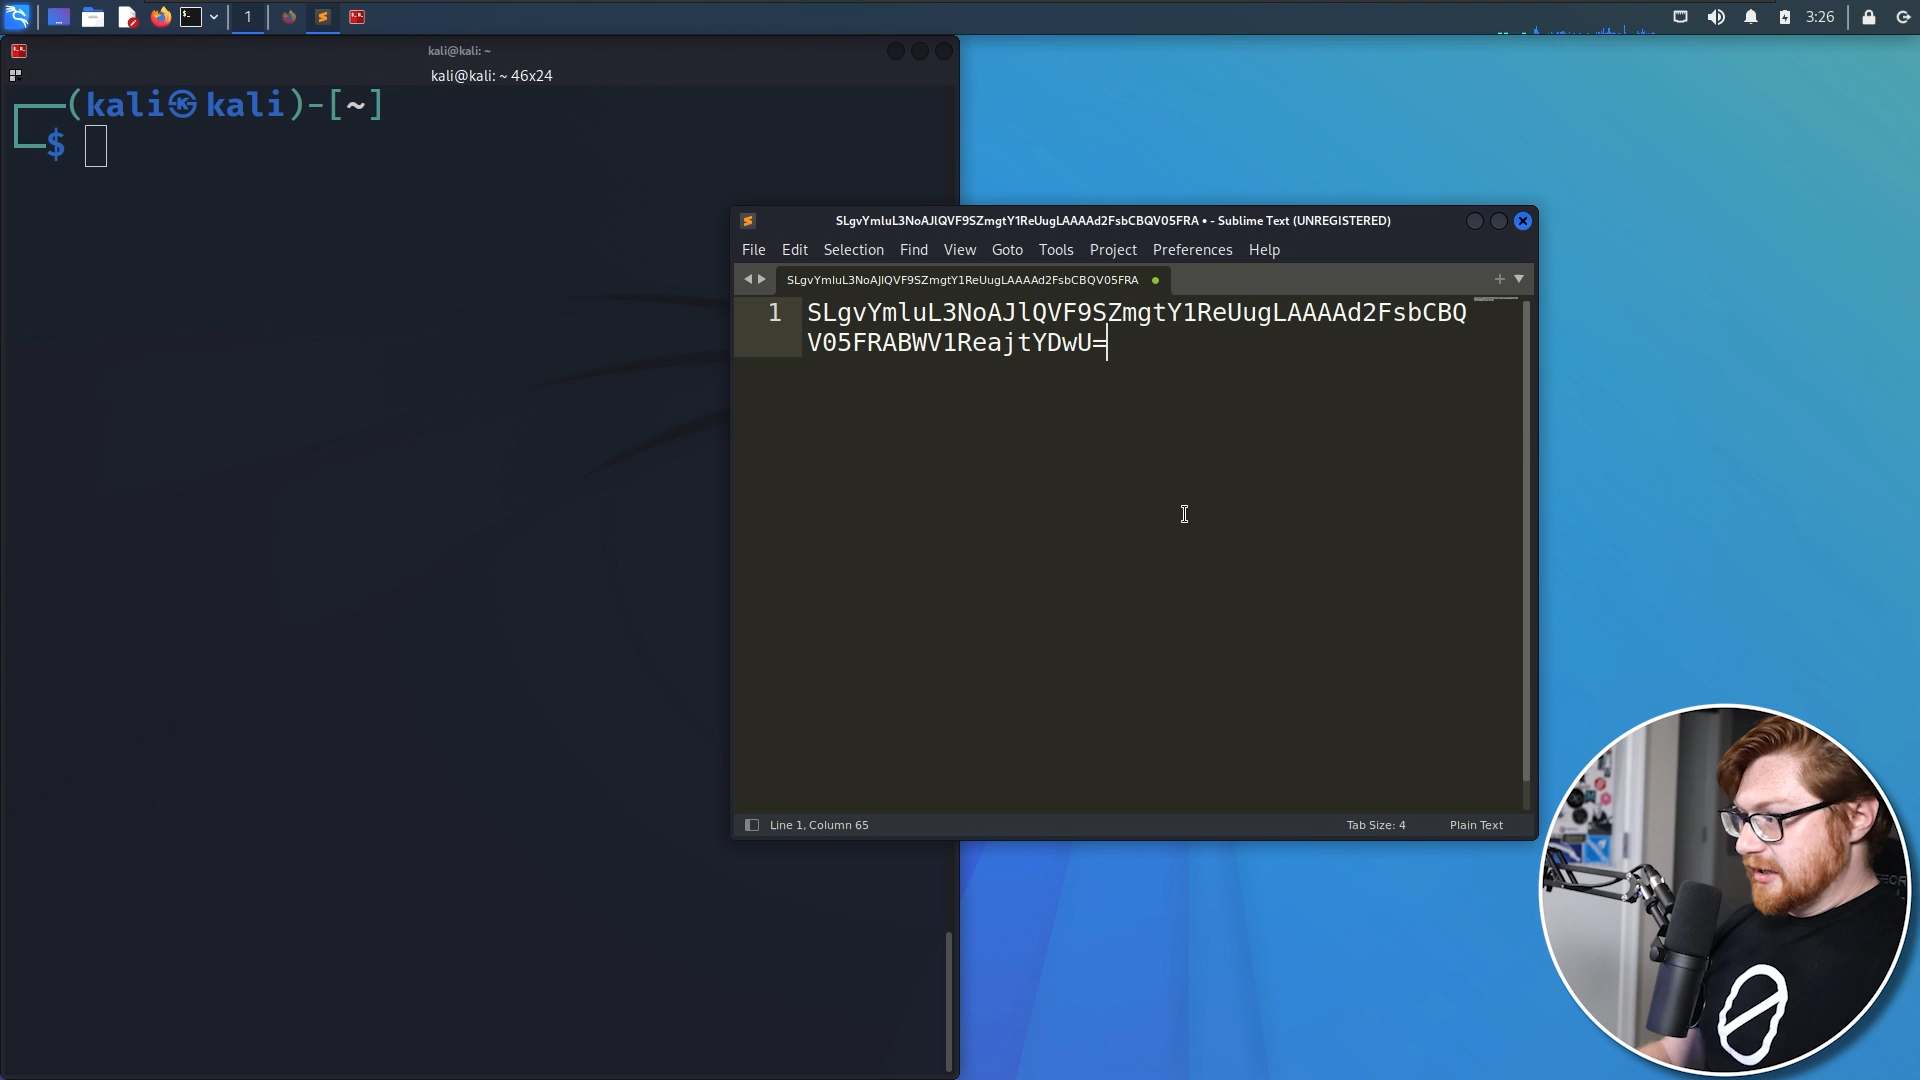 1
3:26
kali@kali: ~
kali@kali: ~ 46x24
(kali㉿kali)-[~]
$
SLgvYmluL3NoAJlQVF9SZmgtY1ReUugLAAAAd2FsbCBQV05FRA • - Sublime Text (UNREGISTERED)
File Edit Selection Find View Goto Tools Project Preferences Help
SLgvYmluL3NoAJlQVF9SZmgtY1ReUugLAAAAd2FsbCBQV05FRA
1 SLgvYmluL3NoAJlQVF9SZmgtY1ReUugLAAAAd2FsbCBQ
V05FRABWV1ReajtYDwU=
Line 1, Column 65 Tab Size: 4 Plain Text